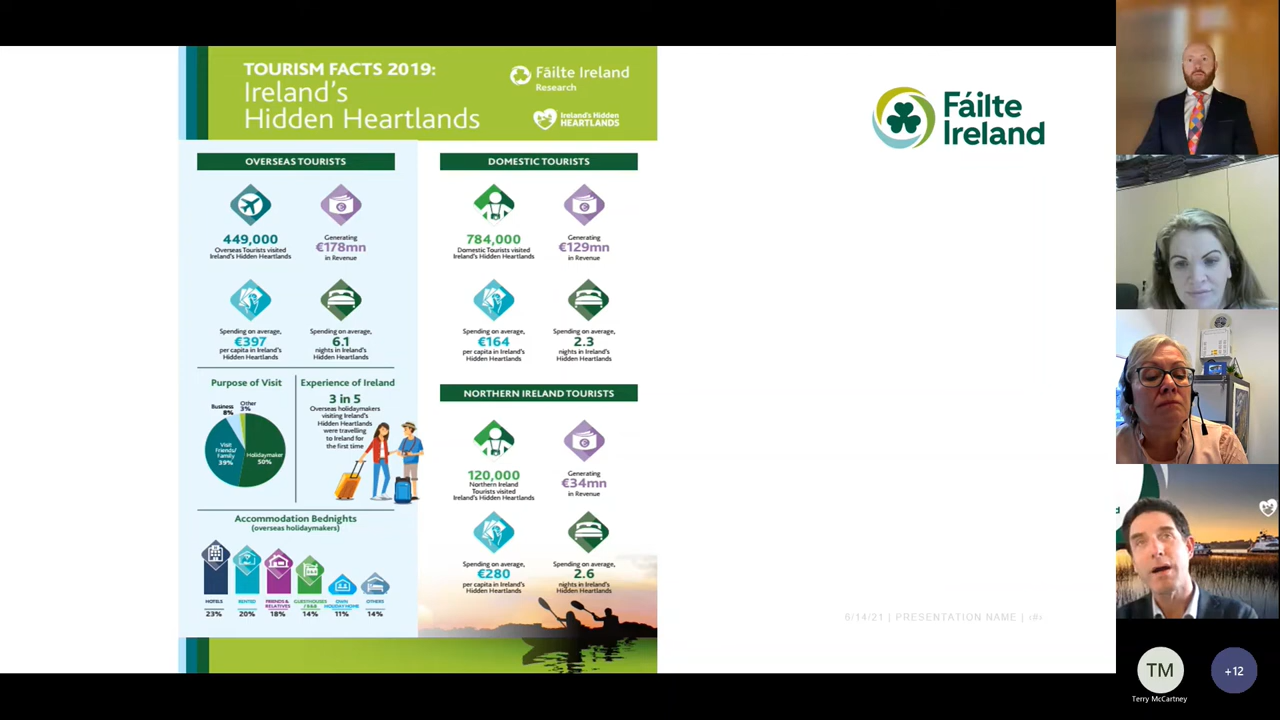 TOURISM FACTS 2019:
Ireland's
Hidden Heartlands
Fáilte Ireland
Research
Ireland's Hidden
HEARTLANDS
OVERSEAS TOURISTS
449,000
Overseas Tourists visited
Ireland's Hidden Heartlands
Generating
€178mn
in Revenue
Spending on average,
€397
per capita in Ireland's
Hidden Heartlands
Spending on average,
6.1
nights in Ireland's
Hidden Heartlands
Purpose of Visit
Business
8%
Other
3%
Visit
Friends/
Family
39%
Holidaymaker
50%
Experience of Ireland
3 in 5
Overseas holidaymakers
visiting Ireland's
Hidden Heartlands
were travelling
to Ireland for
the first time
Accommodation Bednights
(overseas holidaymakers)
HOTELS
23%
RENTED
20%
FRIENDS &
RELATIVES
18%
GUESTHOUSES
/ B&B
14%
OWN
HOLIDAY HOME
11%
OTHERS
14%
DOMESTIC TOURISTS
784,000
Domestic Tourists visited
Ireland's Hidden Heartlands
Generating
€129mn
in Revenue
Spending on average,
€164
per capita in Ireland's
Hidden Heartlands
Spending on average,
2.3
nights in Ireland's
Hidden Heartlands
NORTHERN IRELAND TOURISTS
120,000
Northern Ireland
Tourists visited
Ireland's Hidden Heartlands
Generating
€34mn
in Revenue
Spending on average,
€280
per capita in Ireland's
Hidden Heartlands
Spending on average,
2.6
nights in Ireland's
Hidden Heartlands
Fáilte
Ireland
6/14/21 | PRESENTATION NAME | ‹#›
TM
Terry McCartney
+12